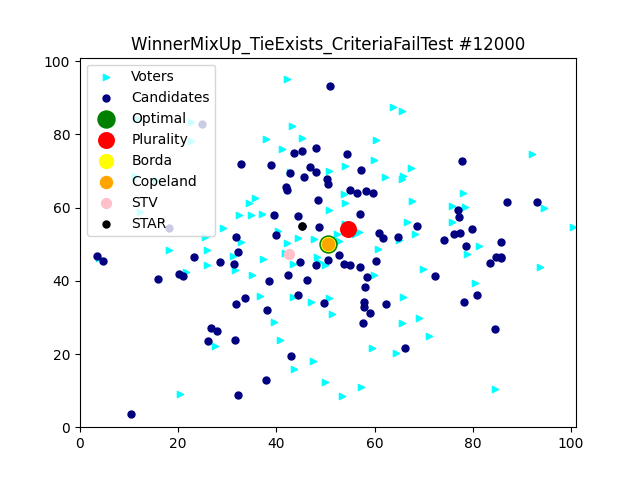 WinnerMixUp_TieExists_CriteriaFailTest #12000
100
80
60
40
20
0
Voters
Candidates
Optimal
Plurality
Borda
Copeland
STV
STAR
0 20 40 60 80 100